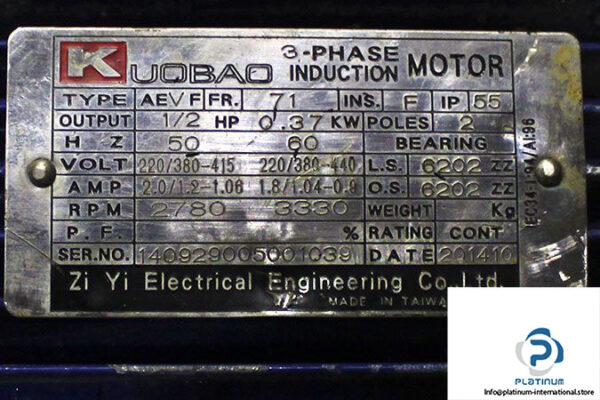 KUOBAO 3-PHASE INDUCTION MOTOR
TYPE AEVF FR. 71 INS. F IP 55
OUTPUT 1/2 HP 0.37 KW POLES 2
HZ 50 60 BEARING
VOLT 220/380-415 220/380-440 L.S. 6202 ZZ
AMP 2.0/1.2-1.06 1.8/1.04-0.9 O.S. 6202 ZZ
RPM 2780 3330 WEIGHT Kg
P.F. % RATING CONT
SER.NO. 140929005001039 DATE 201410
Zi Yi Electrical Engineering Co.,Ltd.
MADE IN TAIWA
PLATINUM
Info@platinum-international.store